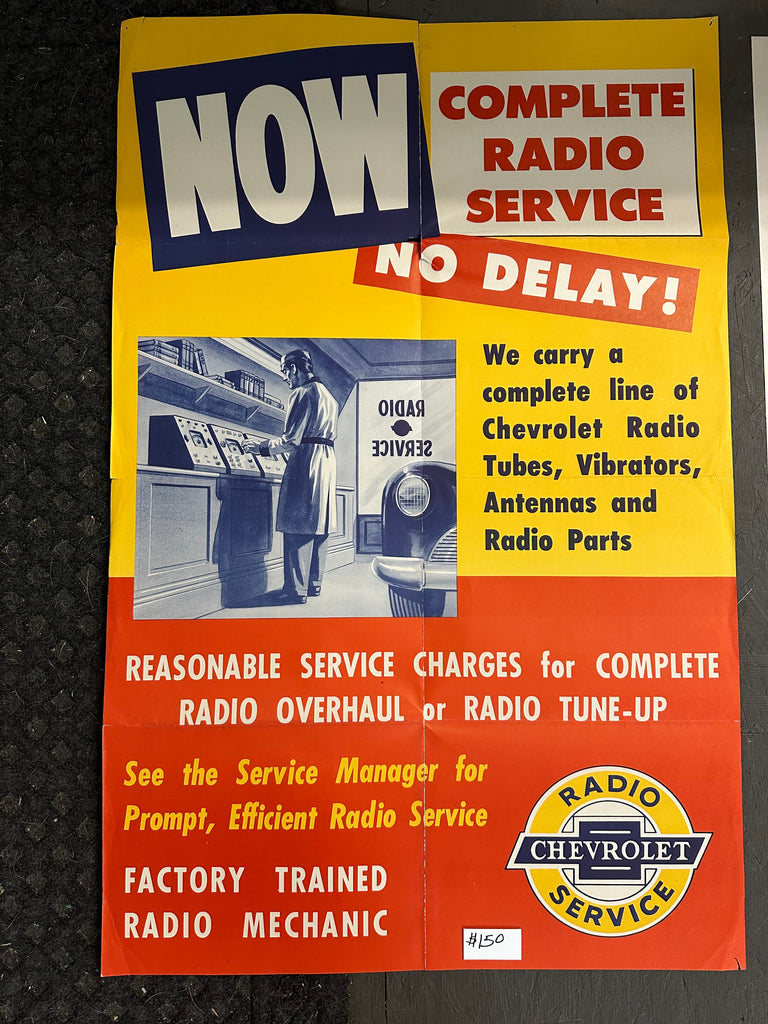 NOW
COMPLETE
RADIO
SERVICE
NO DELAY!
RADIO
SERVICE
We carry a
complete line of
Chevrolet Radio
Tubes, Vibrators,
Antennas and
Radio Parts
REASONABLE SERVICE CHARGES for COMPLETE
RADIO OVERHAUL or RADIO TUNE-UP
See the Service Manager for
Prompt, Efficient Radio Service
FACTORY TRAINED
RADIO MECHANIC
RADIO
CHEVROLET
SERVICE
#150